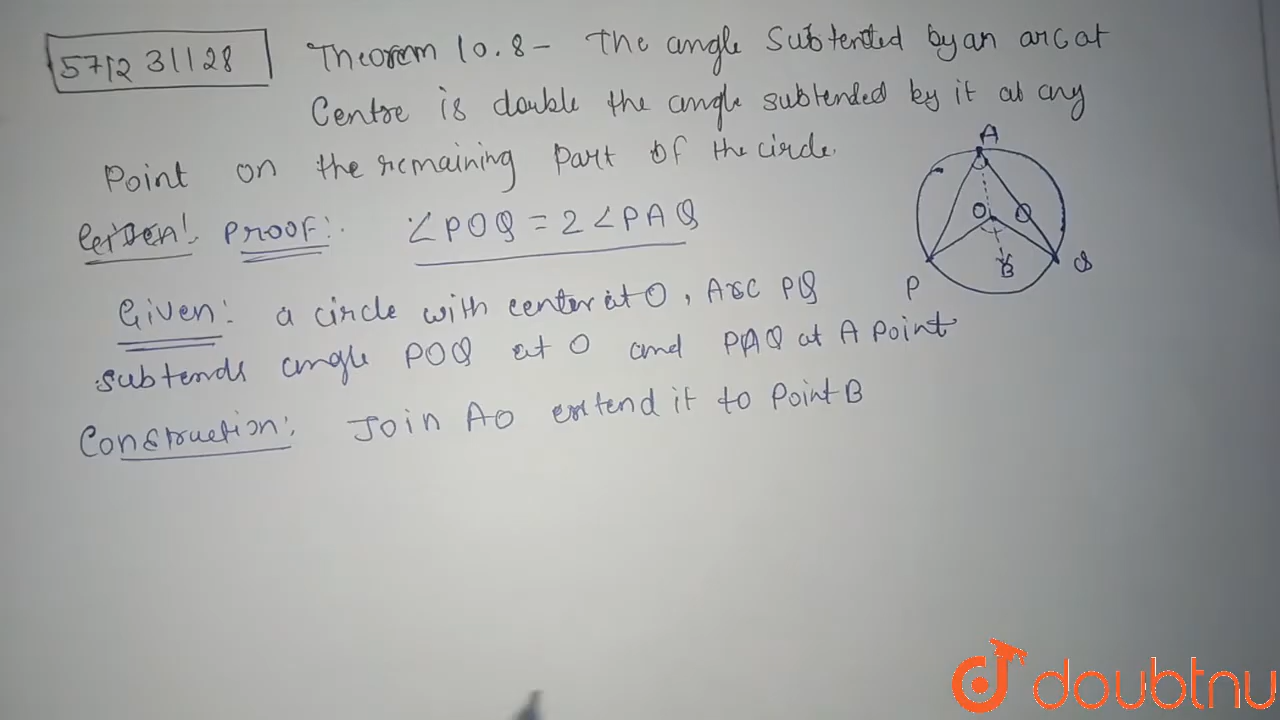 57123 31128
Theorem 10.8 - The angle Subtended by an arc at
Centre is double the angle subtended by it at any
Point on the remaining Part of the circle.
Proof: ∠POQ = 2∠PAQ
Given: a circle with center at O, Arc PQ
subtends angle POQ at O and PAQ at A Point
Construction: Join AO extend it to Point B
A
O
B
P
Q
doubtnut